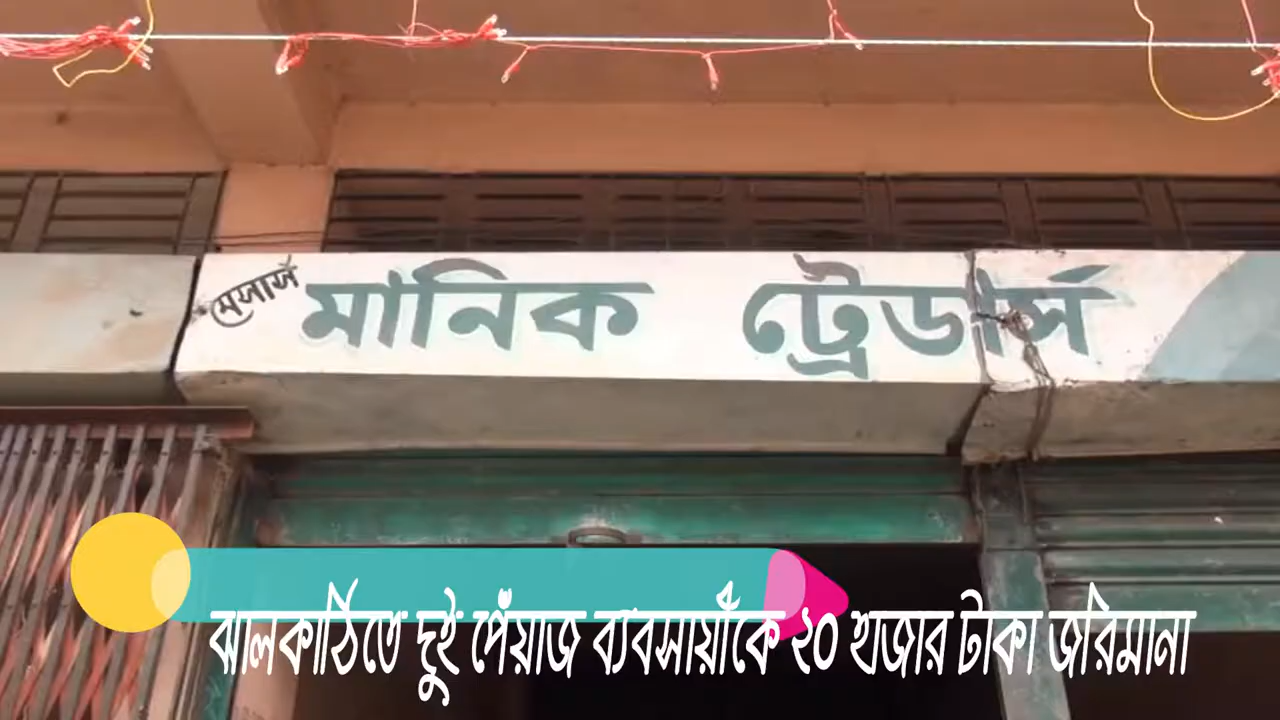 মেসার্স মানিক ট্রেডার্স
ঝালকাঠিতে দুই পেঁয়াজ ব্যবসায়ীকে ২০ হাজার টাকা জরিমানা